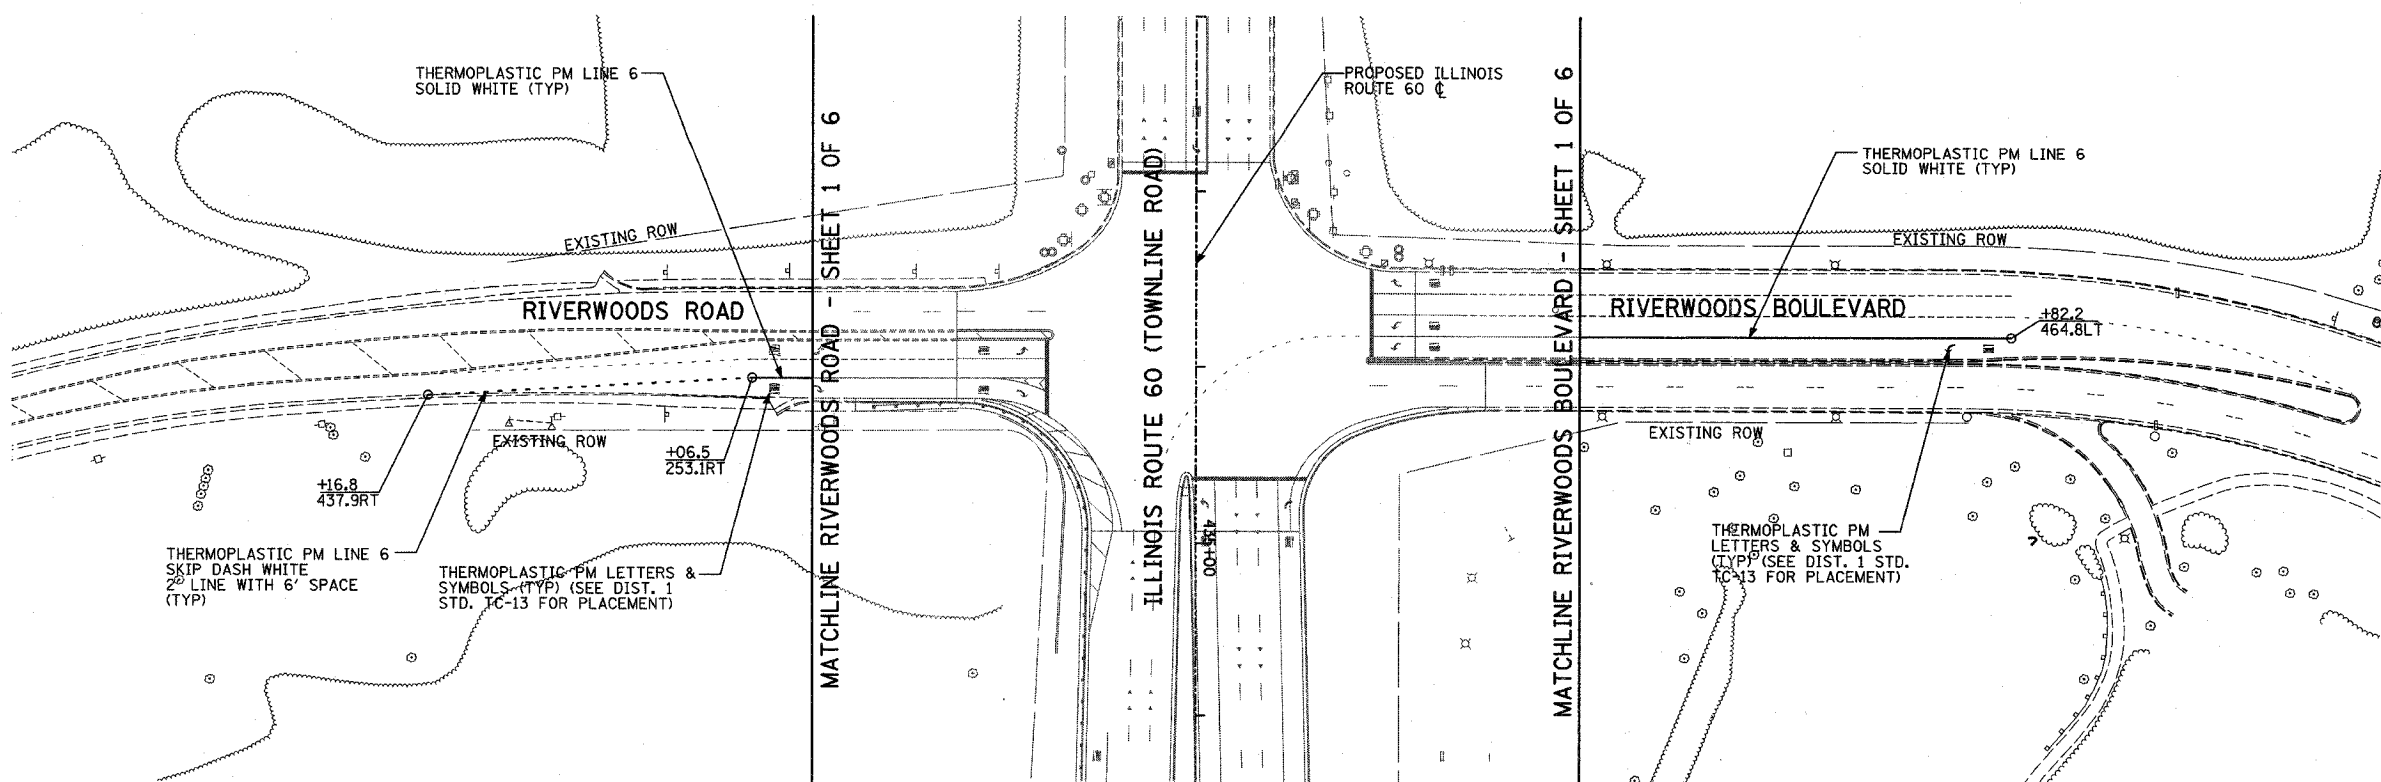 THERMOPLASTIC PM LINE 6
SOLID WHITE (TYP)
PROPOSED ILLINOIS
ROUTE 60 ℄
THERMOPLASTIC PM LINE 6
SOLID WHITE (TYP)
EXISTING ROW
EXISTING ROW
RIVERWOODS ROAD
RIVERWOODS BOULEVARD
+82.2
464.8LT
MATCHLINE RIVERWOODS ROAD - SHEET 1 OF 6
ILLINOIS ROUTE 60 (TOWNLINE ROAD)
MATCHLINE RIVERWOODS BOULEVARD - SHEET 1 OF 6
EXISTING ROW
EXISTING ROW
+06.5
253.1RT
+16.8
437.9RT
435+00
THERMOPLASTIC PM LINE 6
SKIP DASH WHITE
2' LINE WITH 6' SPACE
(TYP)
THERMOPLASTIC PM LETTERS &
SYMBOLS (TYP) (SEE DIST. 1
STD. TC-13 FOR PLACEMENT)
THERMOPLASTIC PM
LETTERS & SYMBOLS
(TYP) (SEE DIST. 1 STD.
TC-13 FOR PLACEMENT)